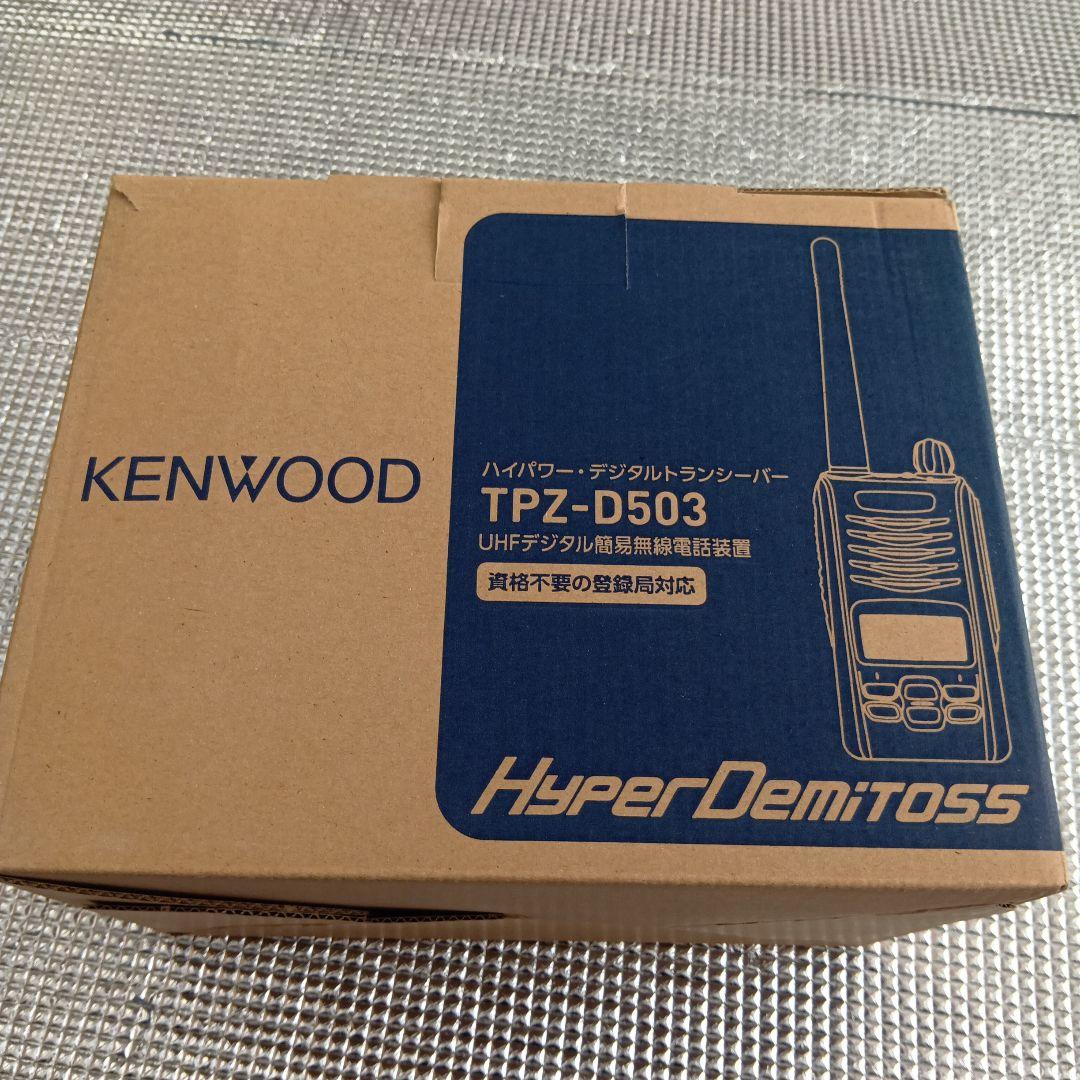 KENWOOD
ハイパワー・デジタルトランシーバー
TPZ-D503
UHFデジタル簡易無線電話装置
資格不要の登録局対応
HyperDemitoss